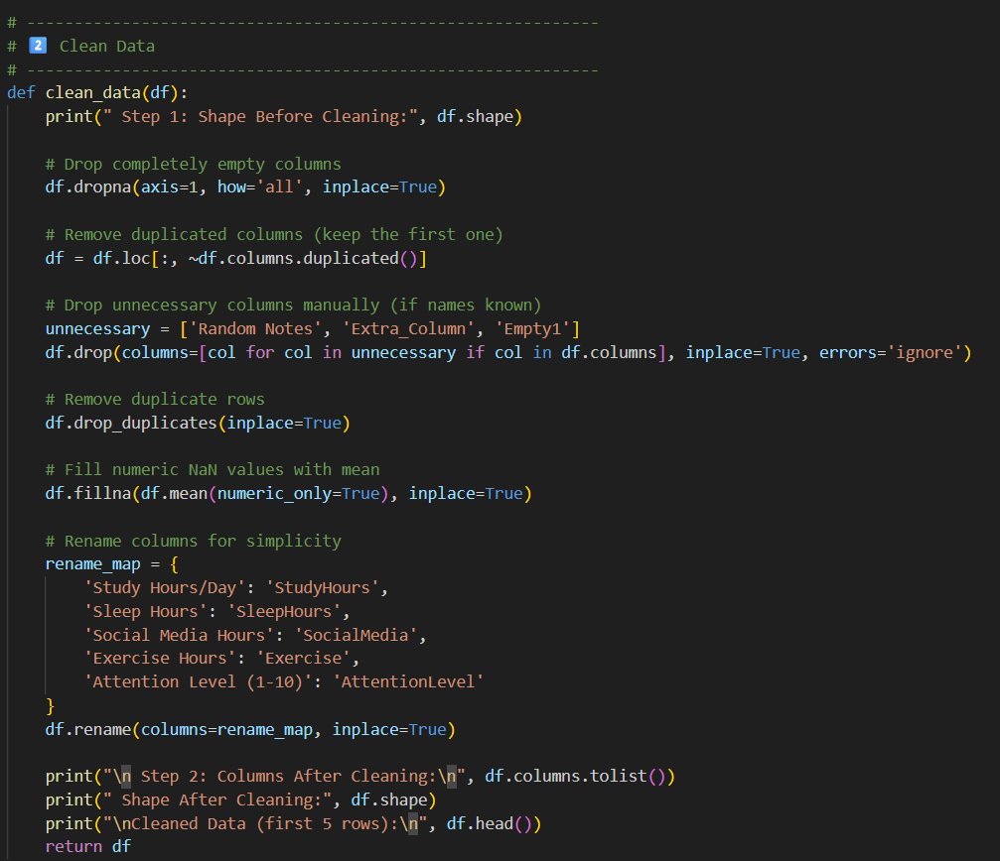 # ------------------------------------------------------------
# 2️⃣ Clean Data
# ------------------------------------------------------------
def clean_data(df):
    print(" Step 1: Shape Before Cleaning:", df.shape)

    # Drop completely empty columns
    df.dropna(axis=1, how='all', inplace=True)

    # Remove duplicated columns (keep the first one)
    df = df.loc[:, ~df.columns.duplicated()]

    # Drop unnecessary columns manually (if names known)
    unnecessary = ['Random Notes', 'Extra_Column', 'Empty1']
    df.drop(columns=[col for col in unnecessary if col in df.columns], inplace=True, errors='ignore')

    # Remove duplicate rows
    df.drop_duplicates(inplace=True)

    # Fill numeric NaN values with mean
    df.fillna(df.mean(numeric_only=True), inplace=True)

    # Rename columns for simplicity
    rename_map = {
        'Study Hours/Day': 'StudyHours',
        'Sleep Hours': 'SleepHours',
        'Social Media Hours': 'SocialMedia',
        'Exercise Hours': 'Exercise',
        'Attention Level (1-10)': 'AttentionLevel'
    }
    df.rename(columns=rename_map, inplace=True)

    print("\n Step 2: Columns After Cleaning:\n", df.columns.tolist())
    print(" Shape After Cleaning:", df.shape)
    print("\nCleaned Data (first 5 rows):\n", df.head())
    return df